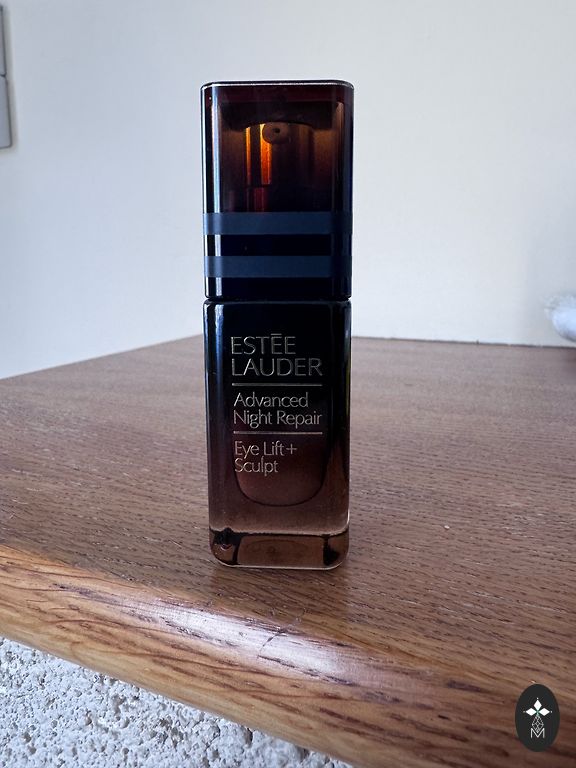 ESTĒE
LAUDER
Advanced
Night Repair
Eye Lift+
Sculpt
M